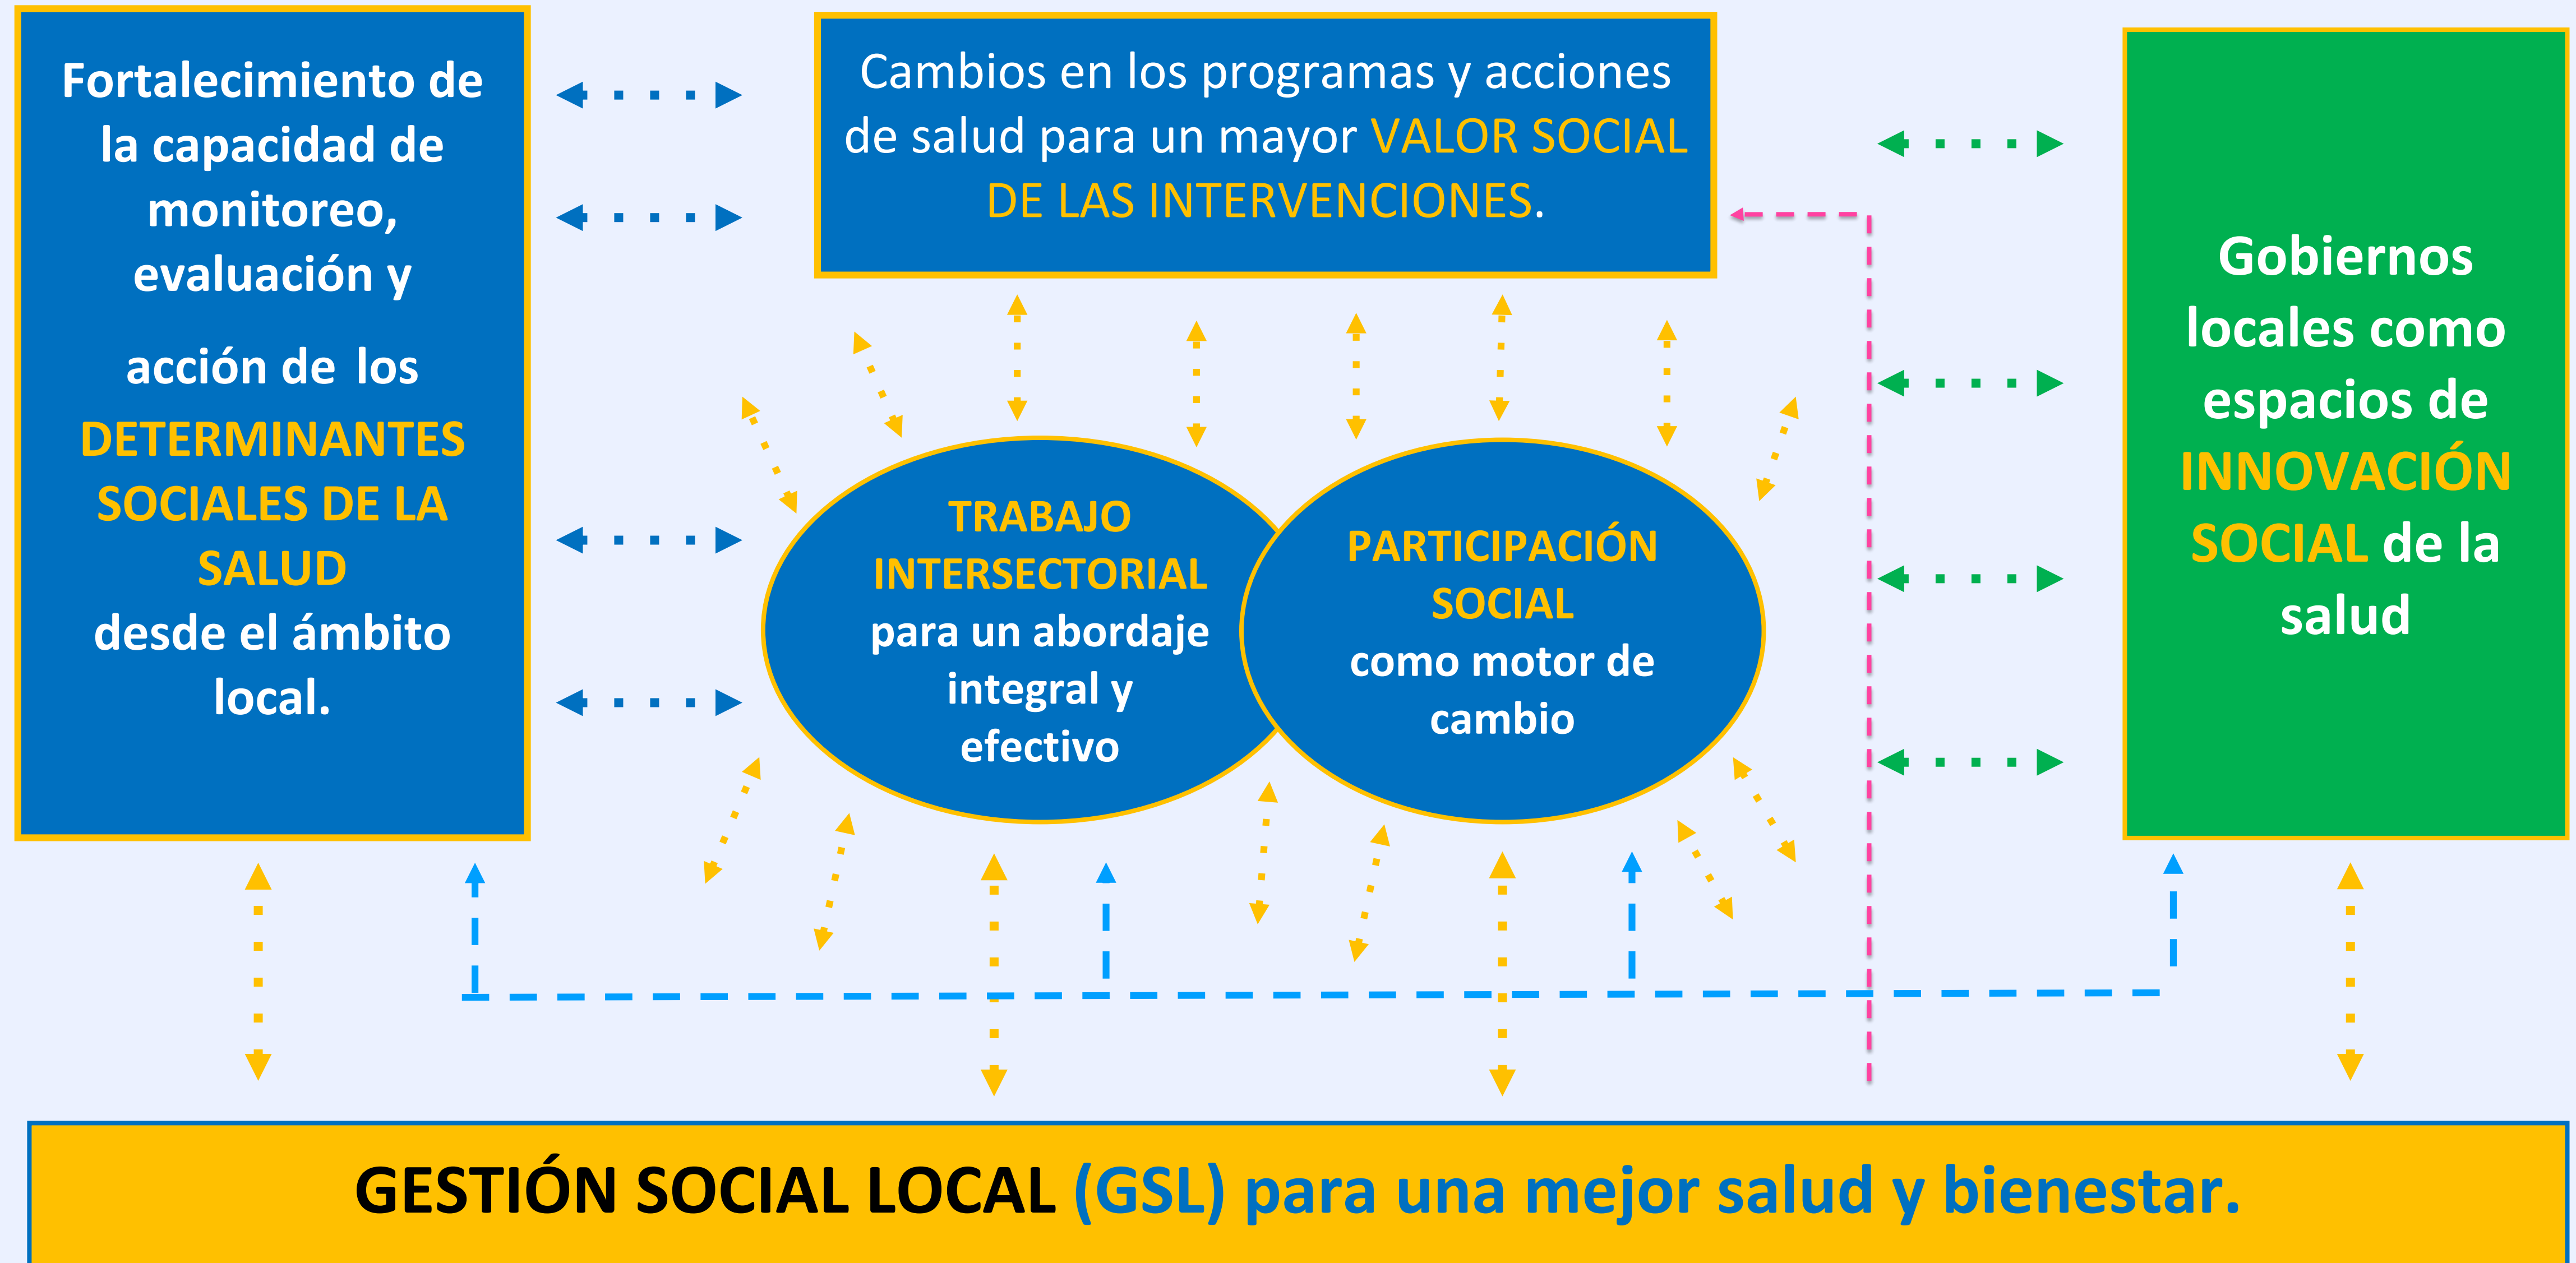 Fortalecimiento de
la capacidad de
monitoreo,
evaluación y
acción de los
DETERMINANTES
SOCIALES DE LA
SALUD
desde el ámbito
local.
Cambios en los programas y acciones
de salud para un mayor VALOR SOCIAL
DE LAS INTERVENCIONES.
TRABAJO
INTERSECTORIAL
para un abordaje
integral y
efectivo
PARTICIPACIÓN
SOCIAL
como motor de
cambio
Gobiernos
locales como
espacios de
INNOVACIÓN
SOCIAL de la
salud
GESTIÓN SOCIAL LOCAL (GSL) para una mejor salud y bienestar.